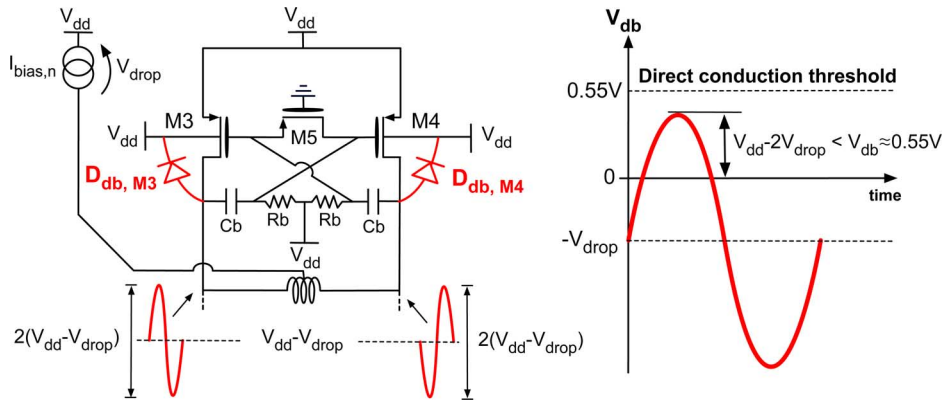 Vdd
Ibias,n
Vdrop
Vdd
M3
M5
M4
Vdd
Vdd
Ddb, M3
Ddb, M4
Cb
Rb
Rb
Cb
Vdd
2(Vdd-Vdrop)
Vdd-Vdrop
2(Vdd-Vdrop)
Vdb
Direct conduction threshold
0.55V
Vdd-2Vdrop < Vdb≈0.55V
0
time
-Vdrop